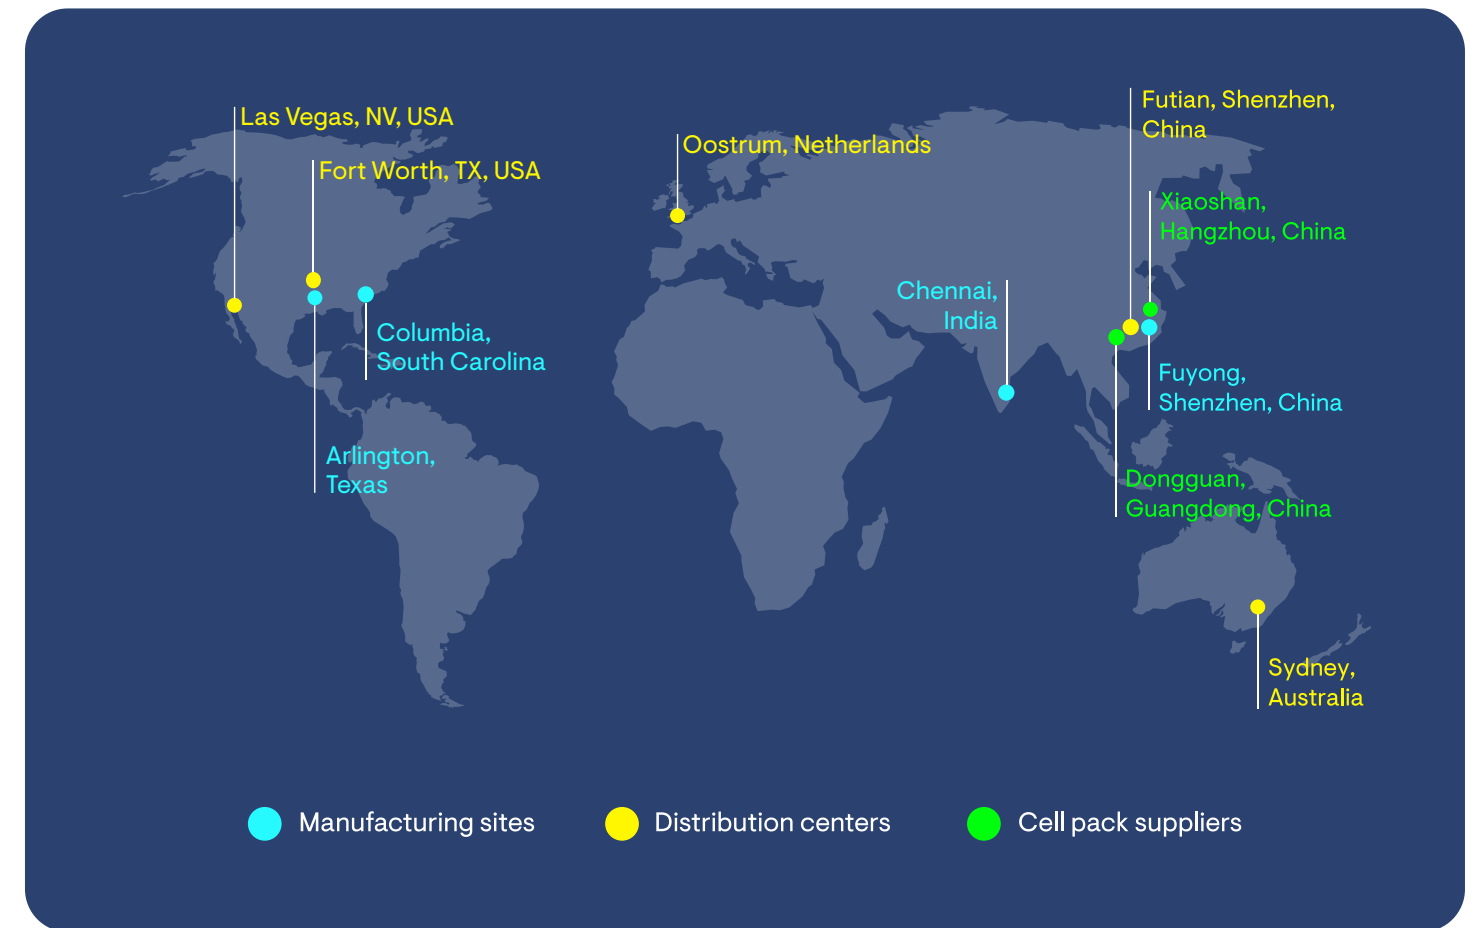 Las Vegas, NV, USA
Fort Worth, TX, USA
Columbia,
South Carolina
Arlington,
Texas
Oostrum, Netherlands
Chennai,
India
Futian, Shenzhen,
China
Xiaoshan,
Hangzhou, China
Fuyong,
Shenzhen, China
Dongguan,
Guangdong, China
Sydney,
Australia
Manufacturing sites
Distribution centers
Cell pack suppliers